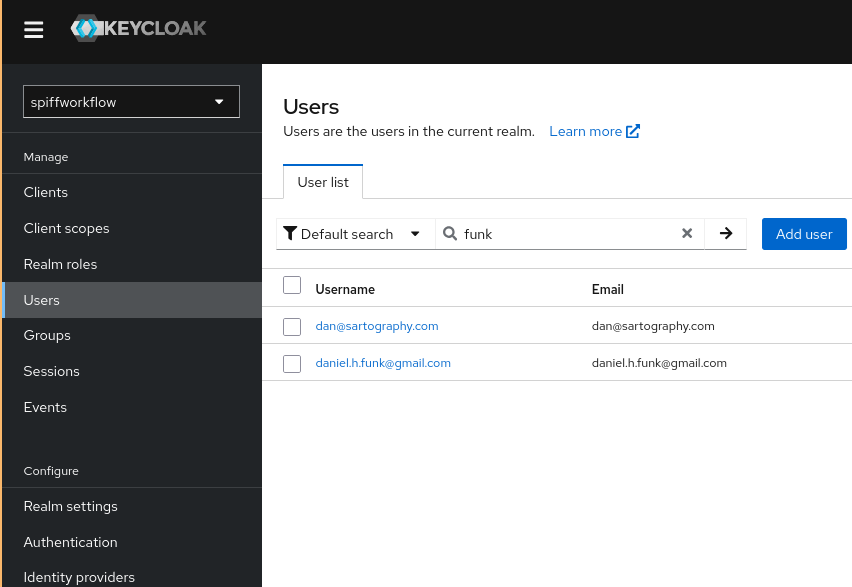 KEYCLOAK
spiffworkflow
Manage
Clients
Client scopes
Realm roles
Users
Groups
Sessions
Events
Configure
Realm settings
Authentication
Identity providers
Users
Users are the users in the current realm. Learn more
User list
Default search funk Add user
Username Email
dan@sartography.com dan@sartography.com
daniel.h.funk@gmail.com daniel.h.funk@gmail.com